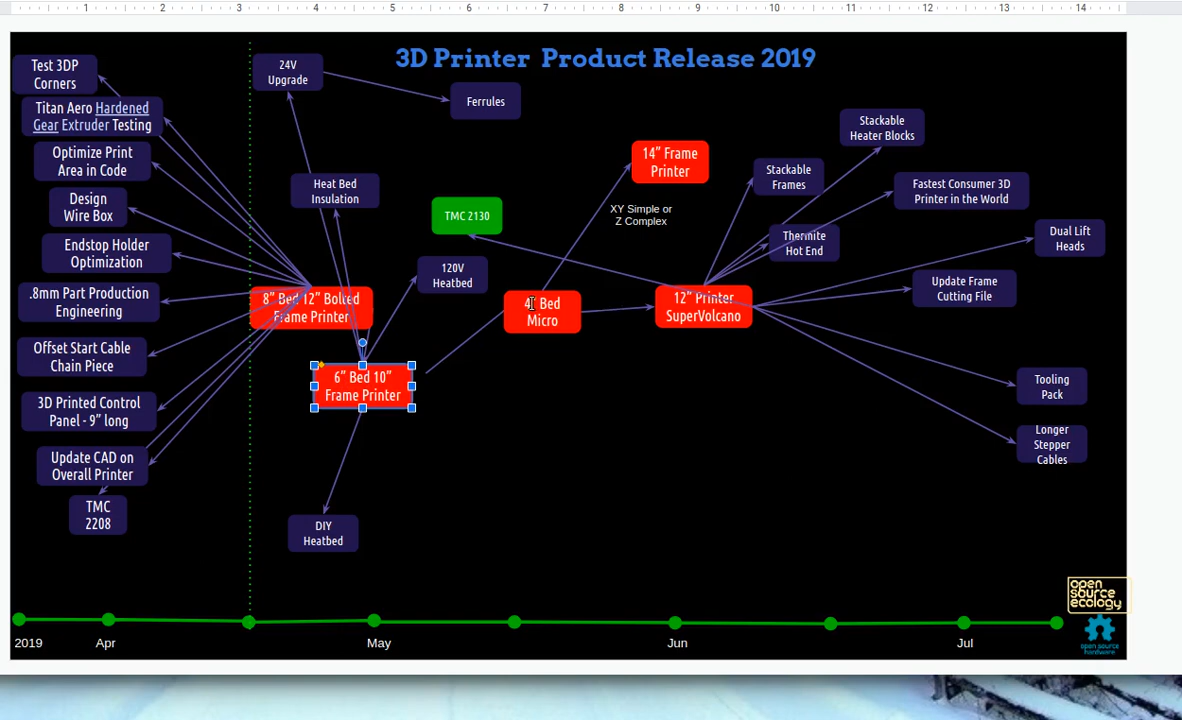 1 2 3 4 5 6 7 8 9 10 11 12 13 14
3D Printer Product Release 2019
Test 3DP
Corners
Titan Aero Hardened
Gear Extruder Testing
Optimize Print
Area in Code
Design
Wire Box
Endstop Holder
Optimization
.8mm Part Production
Engineering
Offset Start Cable
Chain Piece
3D Printed Control
Panel - 9" long
Update CAD on
Overall Printer
TMC
2208
24V
Upgrade
Ferrules
Heat Bed
Insulation
TMC 2130
120V
Heatbed
8" Bed 12" Bolted
Frame Printer
6" Bed 10"
Frame Printer
DIY
Heatbed
4" Bed
Micro
14" Frame
Printer
XY Simple or
Z Complex
12" Printer
SuperVolcano
Stackable
Frames
Stackable
Heater Blocks
Thermite
Hot End
Fastest Consumer 3D
Printer in the World
Dual Lift
Heads
Update Frame
Cutting File
Tooling
Pack
Longer
Stepper
Cables
open
source
ecology
open source
hardware
2019 Apr May Jun Jul